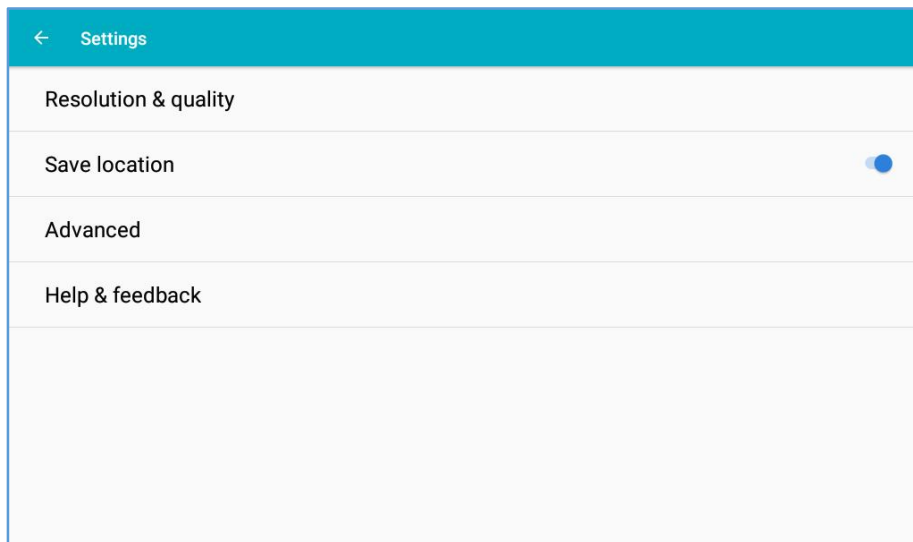 Settings
Resolution & quality
Save location
Advanced
Help & feedback